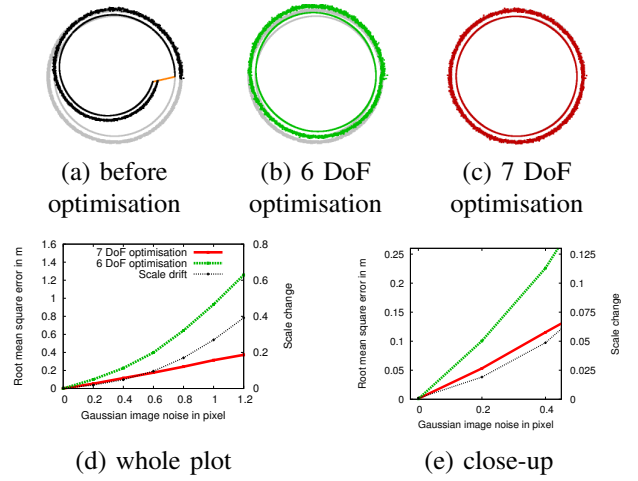 (a) before
optimisation
(b) 6 DoF
optimisation
(c) 7 DoF
optimisation
Root mean square error in m
1.6
1.4
1.2
1
0.8
0.6
0.4
0.2
0
7 DoF optimisation
6 DoF optimisation
Scale drift
0.8
0.6
0.4
0.2
0
Scale change
0 0.2 0.4 0.6 0.8 1.0 1.2
Gaussian image noise in pixel
(d) whole plot
Root mean square error in m
0.25
0.2
0.15
0.1
0.05
0
0.125
0.1
0.075
0.05
0.025
0
Scale change
0 0.2 0.4
Gaussian image noise in pixel
(e) close-up